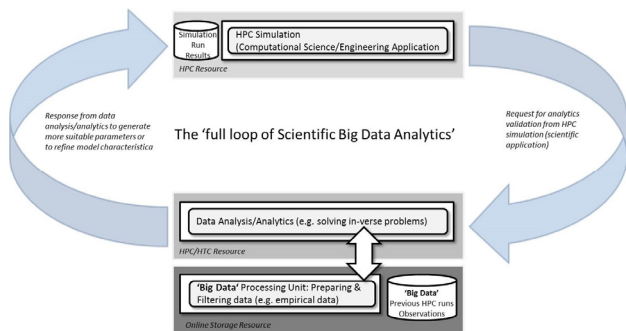 Simulation
Run
Results
HPC Simulation
(Computational Science/Engineering Application
HPC Resource
Response from data
analysis/analytics to generate
more suitable parameters or
to refine model characteristica
The ‘full loop of Scientific Big Data Analytics’
Request for analytics
validation from HPC
simulation (scientific
application)
Data Analysis/Analytics (e.g. solving in-verse problems)
HPC/HTC Resource
‘Big Data’ Processing Unit: Preparing &
Filtering data (e.g. empirical data)
‘Big Data’
Previous HPC runs
Observations
Online Storage Resource